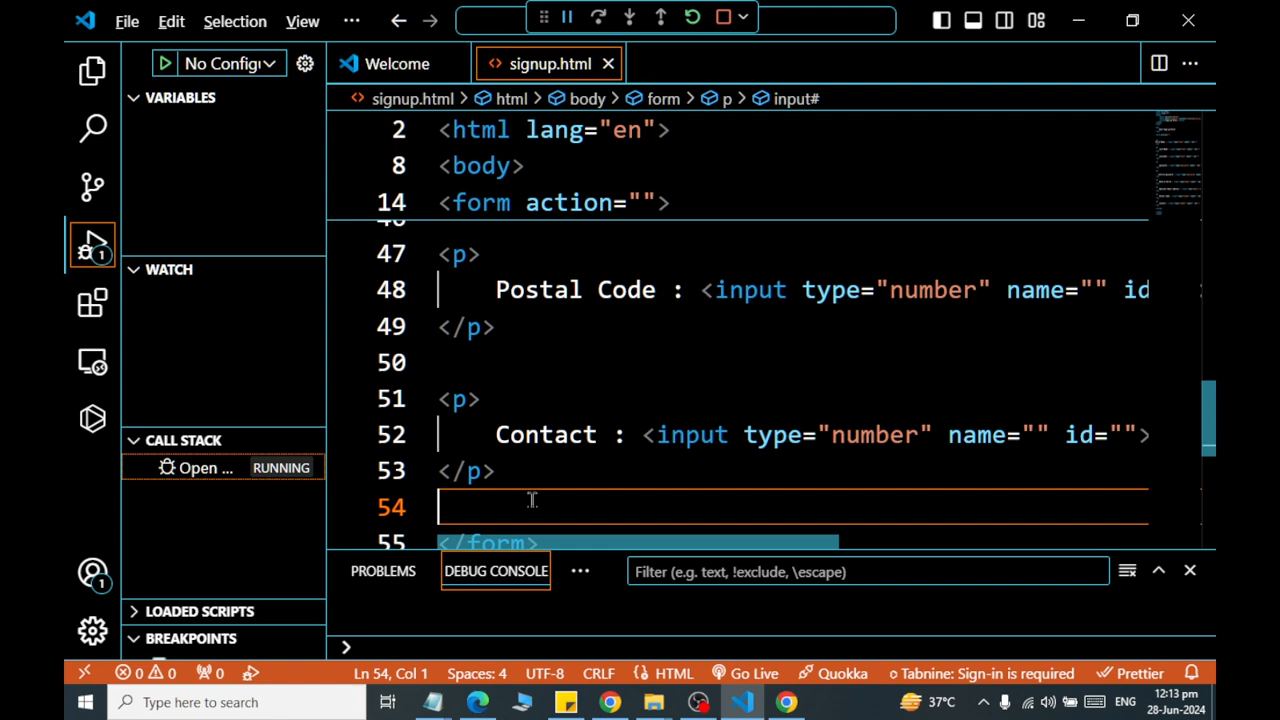 File Edit Selection View ···
No Config
Welcome
signup.html
VARIABLES
signup.html > html > body > form > p > input#
2 <html lang="en">
8 <body>
14 <form action="">
47 <p>
48 Postal Code : <input type="number" name="" id
49 </p>
50
51 <p>
52 Contact : <input type="number" name="" id="">
53 </p>
54
55 </form>
WATCH
CALL STACK
Open ... RUNNING
1
1
LOADED SCRIPTS
BREAKPOINTS
PROBLEMS DEBUG CONSOLE ··· Filter (e.g. text, !exclude, \escape)
0 0 0 Ln 54, Col 1 Spaces: 4 UTF-8 CRLF HTML Go Live Quokka Tabnine: Sign-in is required Prettier
Type here to search
37°C ENG 12:13 pm
28-Jun-2024